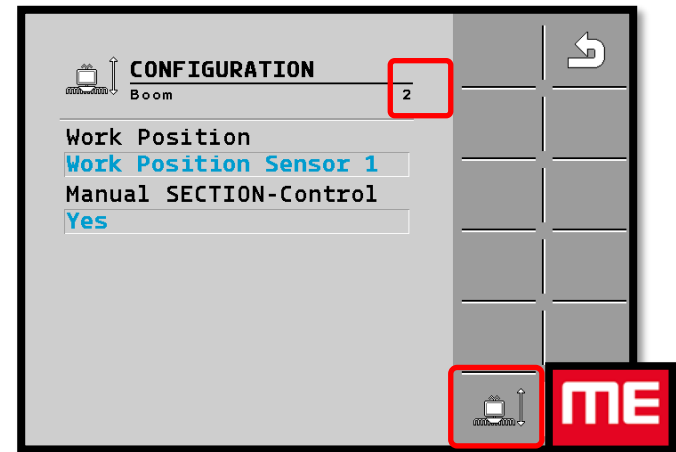 CONFIGURATION
Boom 2
Work Position
Work Position Sensor 1
Manual SECTION-Control
Yes
ME